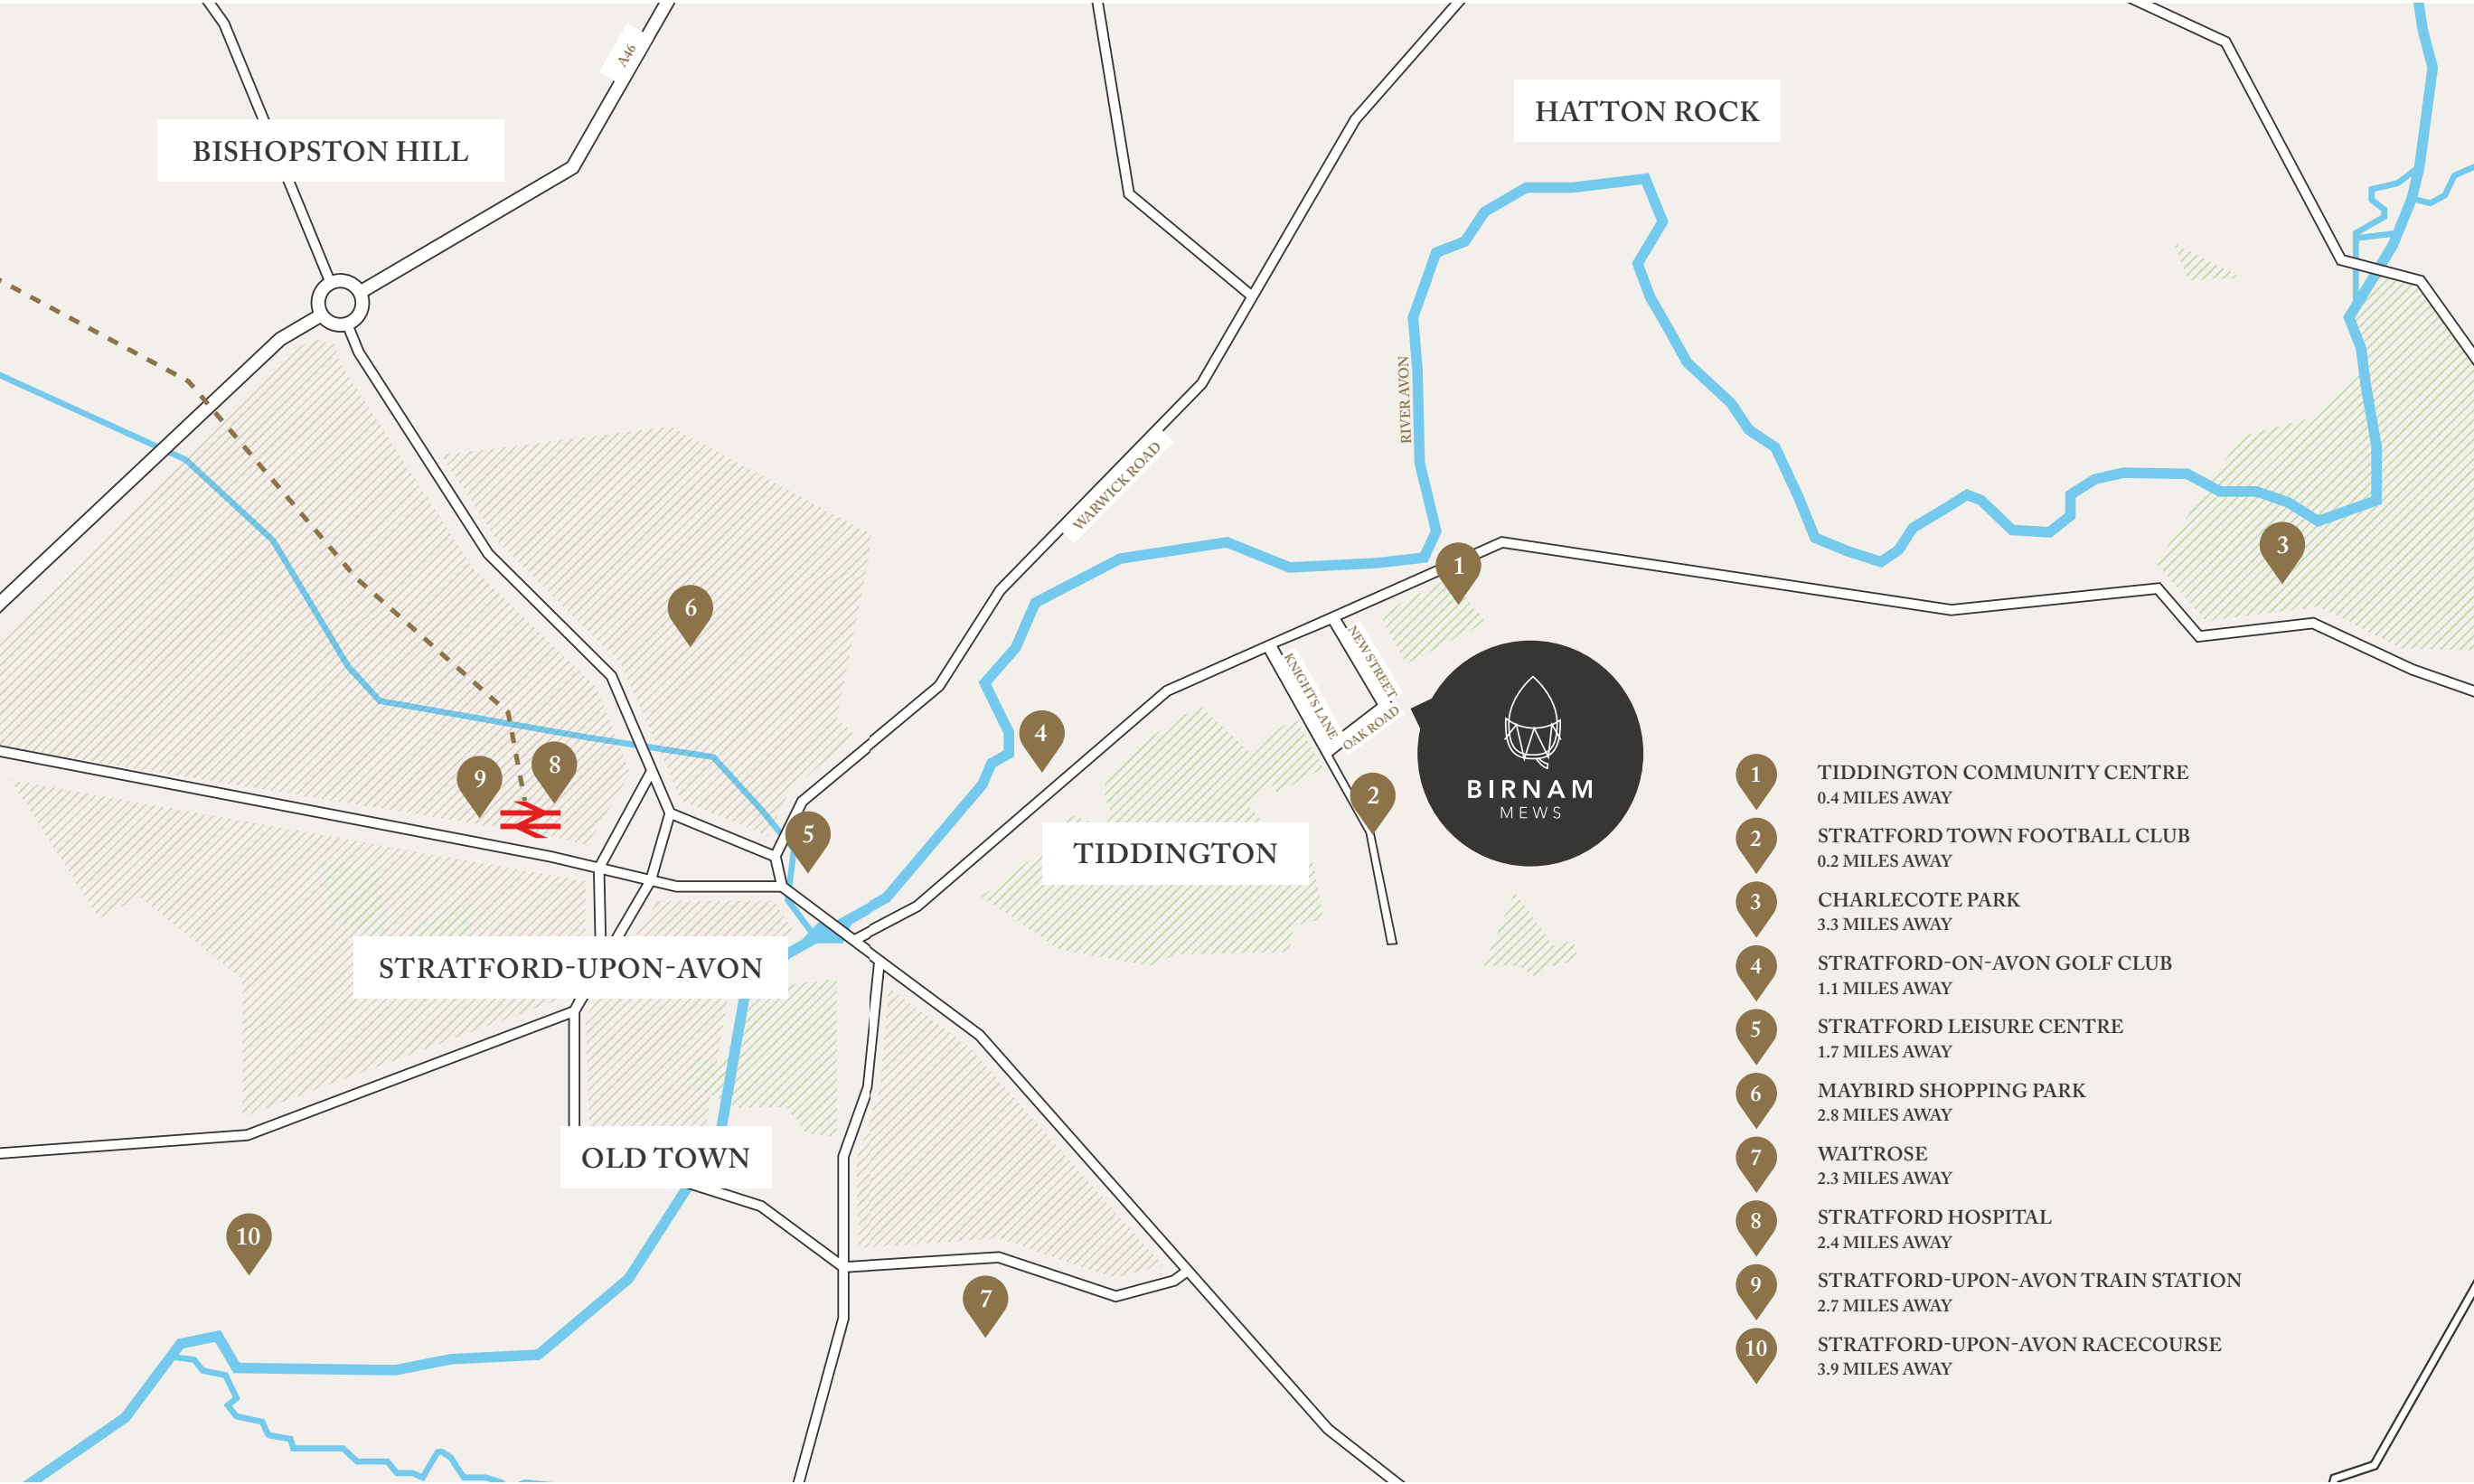 A46
HATTON ROCK
BISHOPSTON HILL
RIVER AVON
WARWICK ROAD
1
3
6
NEW STREET
KNIGHTS LANE
OAK ROAD
4
9
8
2
BIRNAM
MEWS
5
TIDDINGTON
STRATFORD-UPON-AVON
OLD TOWN
10
7
1
TIDDINGTON COMMUNITY CENTRE
0.4 MILES AWAY
2
STRATFORD TOWN FOOTBALL CLUB
0.2 MILES AWAY
3
CHARLECOTE PARK
3.3 MILES AWAY
4
STRATFORD-ON-AVON GOLF CLUB
1.1 MILES AWAY
5
STRATFORD LEISURE CENTRE
1.7 MILES AWAY
6
MAYBIRD SHOPPING PARK
2.8 MILES AWAY
7
WAITROSE
2.3 MILES AWAY
8
STRATFORD HOSPITAL
2.4 MILES AWAY
9
STRATFORD-UPON-AVON TRAIN STATION
2.7 MILES AWAY
10
STRATFORD-UPON-AVON RACECOURSE
3.9 MILES AWAY